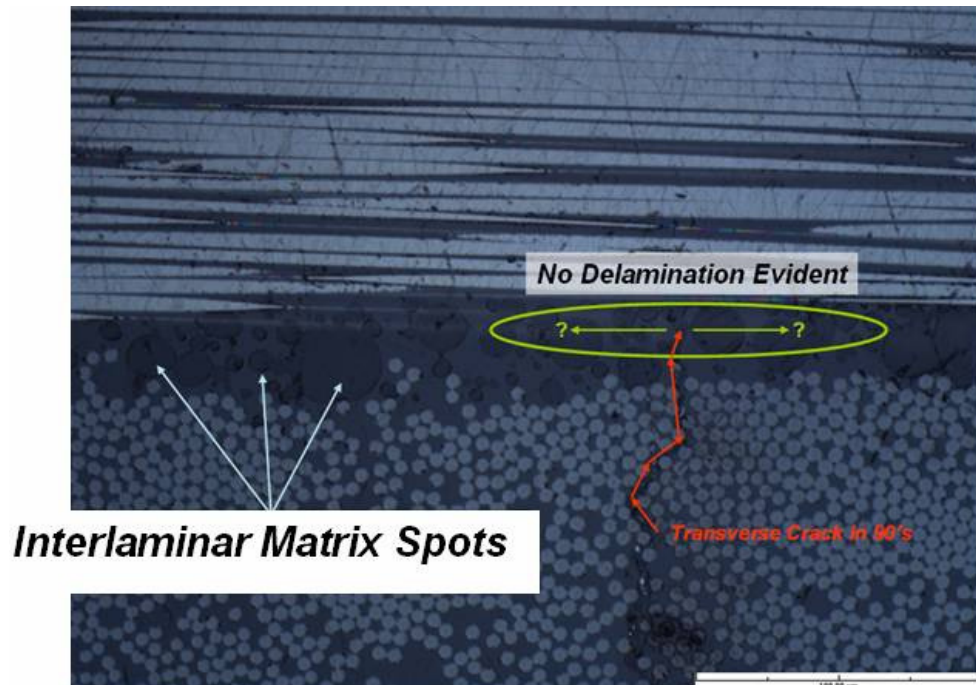 No Delamination Evident
? ?
Transverse Crack in 90's
Interlaminar Matrix Spots